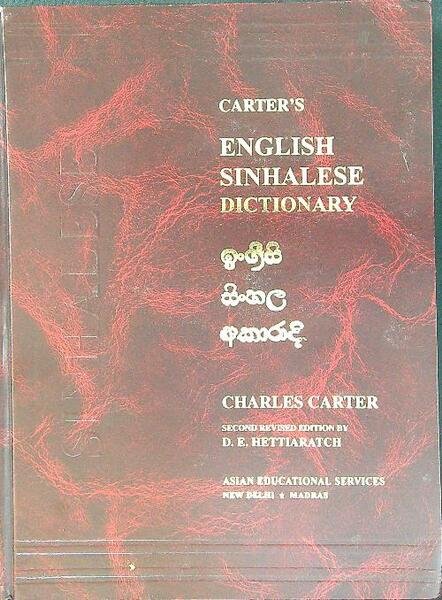 CARTER'S
ENGLISH
SINHALESE
DICTIONARY
ඉංග්‍රීසි
සිංහල
අකාරාදි
CHARLES CARTER
SECOND REVISED EDITION BY
D. E. HETTIARATCH
ASIAN EDUCATIONAL SERVICES
NEW DELHI ★ MADRAS
SINHALESE